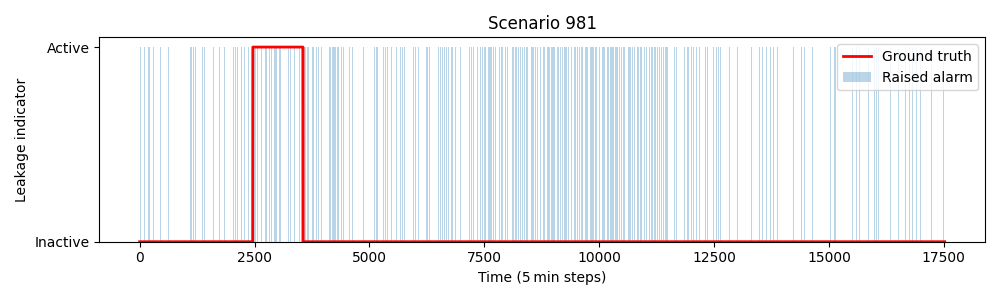 Scenario 981
Active
Inactive
Leakage indicator
Ground truth
Raised alarm
0 2500 5000 7500 10000 12500 15000 17500
Time (5 min steps)